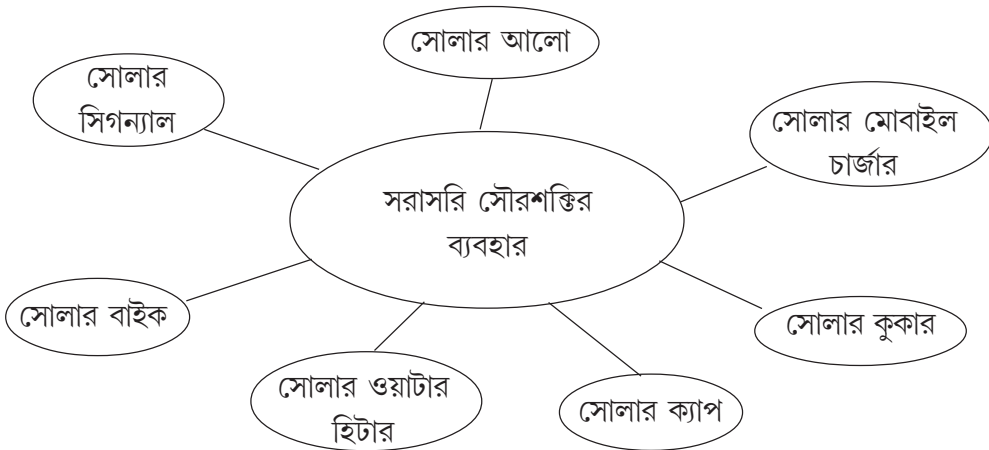 সোলার আলো
সোলার
সিগন্যাল
সোলার মোবাইল
চার্জার
সরাসরি সৌরশক্তির
ব্যবহার
সোলার বাইক
সোলার কুকার
সোলার ওয়াটার
হিটার
সোলার ক্যাপ